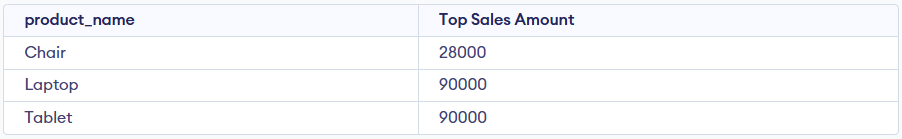 product_name Top Sales Amount
Chair 28000
Laptop 90000
Tablet 90000